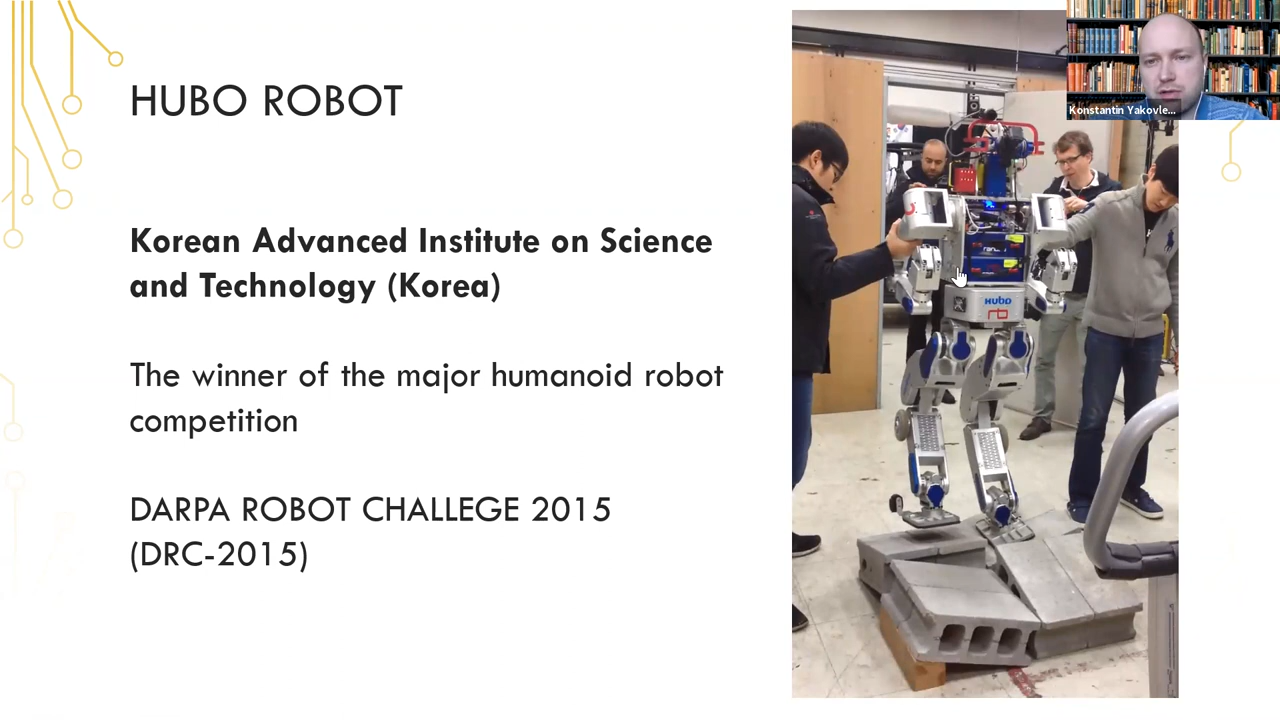 HUBO ROBOT
Korean Advanced Institute on Science
and Technology (Korea)
The winner of the major humanoid robot
competition
DARPA ROBOT CHALLEGE 2015
(DRC-2015)
Konstantin Yakovle...
HUBO
rb